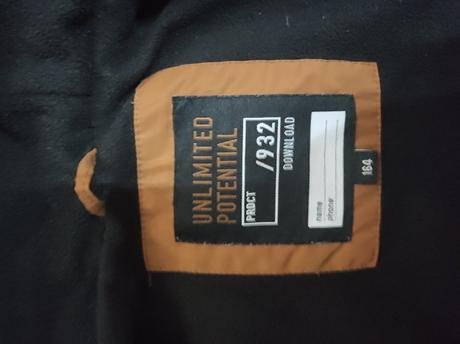 UNLIMITED
POTENTIAL
PRDCT /932
DOWNLOAD
name
phone
164